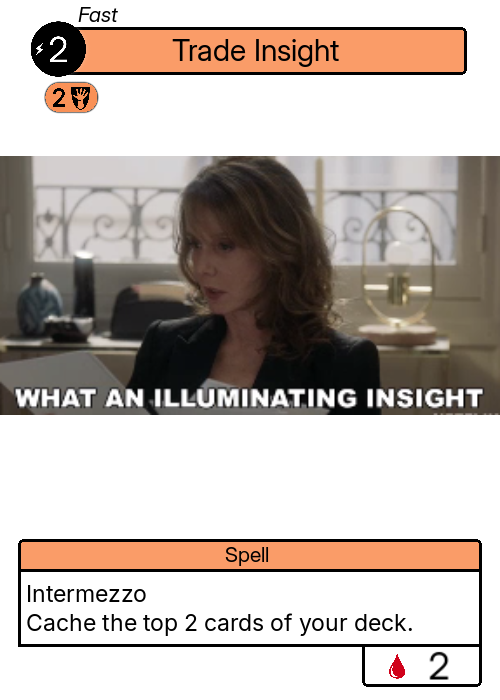 Fast
2
Trade Insight
2
WHAT AN ILLUMINATING INSIGHT
Spell
Intermezzo
Cache the top 2 cards of your deck.
2